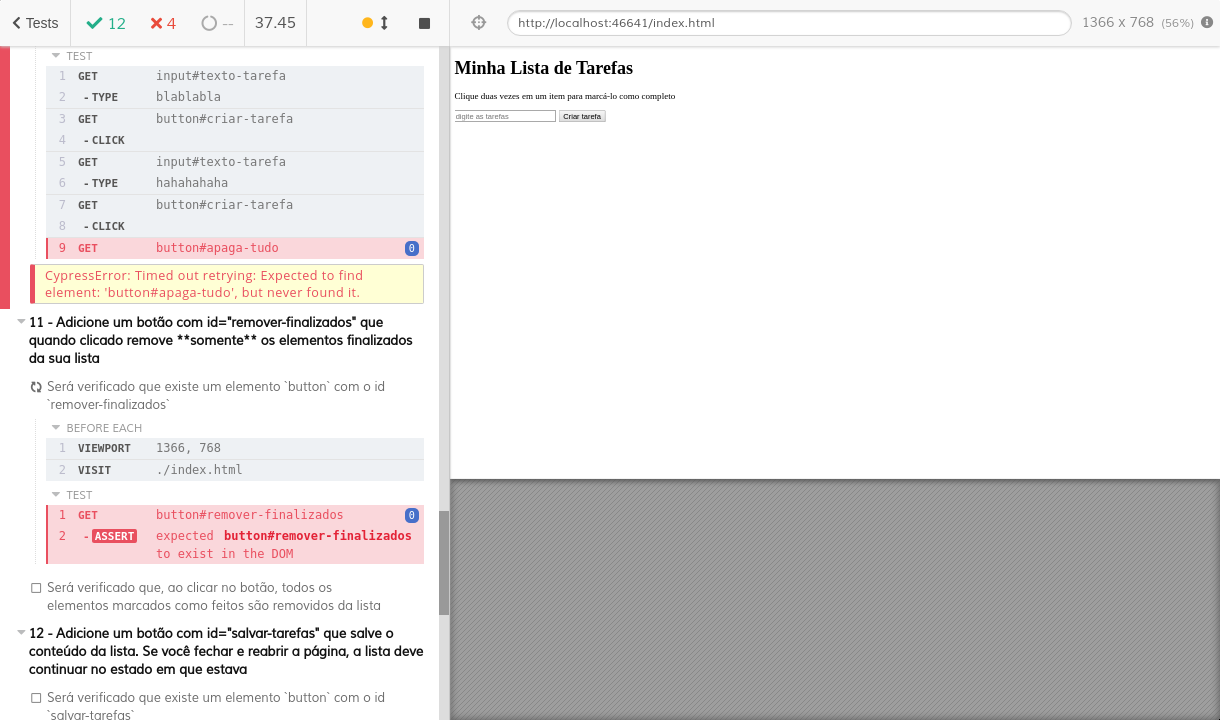 Tests 12 4 -- 37.45 http://localhost:46641/index.html 1366 x 768 (56%)
TEST
1 GET input#texto-tarefa
2 - TYPE blablabla
3 GET button#criar-tarefa
4 - CLICK
5 GET input#texto-tarefa
6 - TYPE hahahahaha
7 GET button#criar-tarefa
8 - CLICK
9 GET button#apaga-tudo 0
CypressError: Timed out retrying: Expected to find
element: 'button#apaga-tudo', but never found it.
11 - Adicione um botão com id="remover-finalizados" que
quando clicado remove **somente** os elementos finalizados
da sua lista
Será verificado que existe um elemento `button` com o id
`remover-finalizados`
BEFORE EACH
1 VIEWPORT 1366, 768
2 VISIT ./index.html
TEST
1 GET button#remover-finalizados 0
2 - ASSERT expected button#remover-finalizados
to exist in the DOM
Será verificado que, ao clicar no botão, todos os
elementos marcados como feitos são removidos da lista
12 - Adicione um botão com id="salvar-tarefas" que salve o
conteúdo da lista. Se você fechar e reabrir a página, a lista deve
continuar no estado em que estava
Será verificado que existe um elemento `button` com o id
`salvar-tarefas`
Minha Lista de Tarefas
Clique duas vezes em um item para marcá-lo como completo
digite as tarefas Criar tarefa